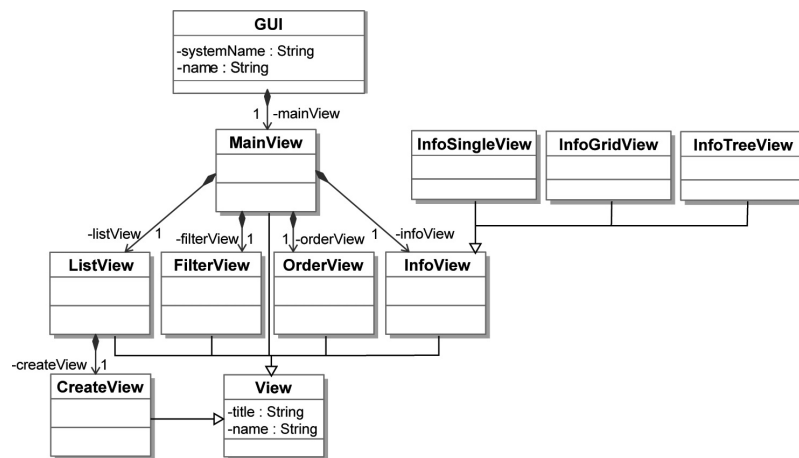 GUI
-systemName : String
-name : String
1 -mainView
MainView
InfoSingleView
InfoGridView
InfoTreeView
-listView 1
-filterView 1
1 -orderView
1 -infoView
ListView
FilterView
OrderView
InfoView
-createView 1
CreateView
View
-title : String
-name : String